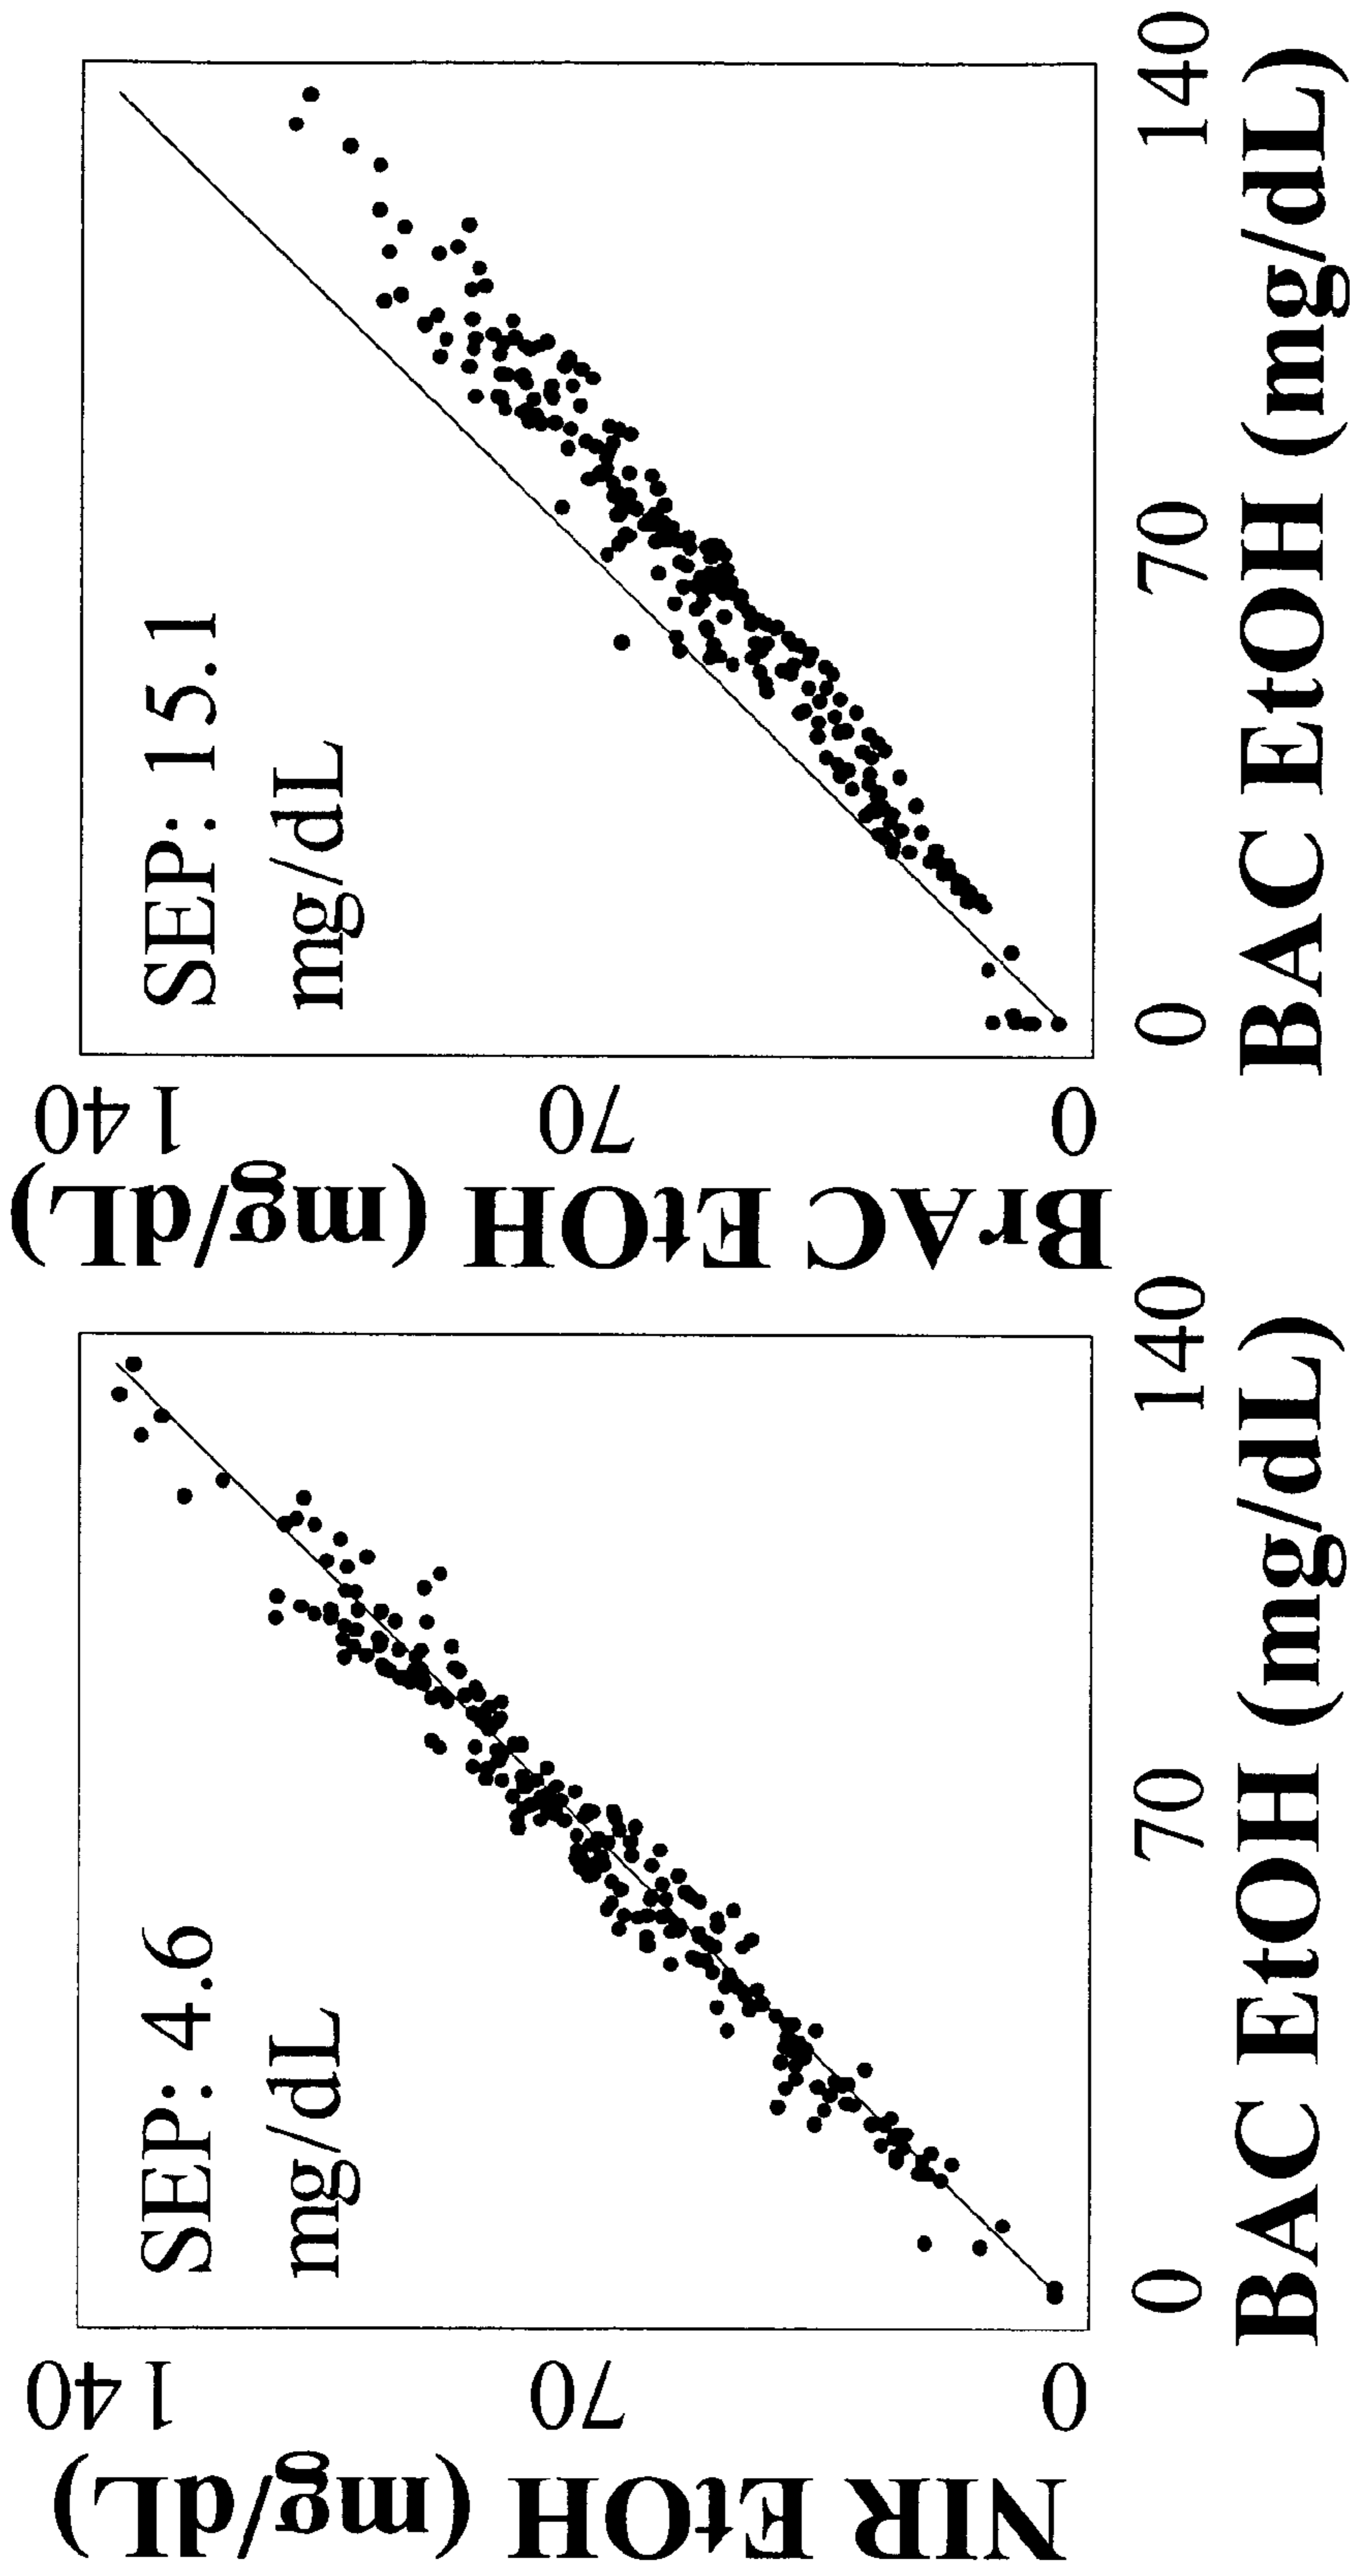 NIR EtOH (mg/dL)
140
70
0
SEP: 4.6
mg/dL
0
70
140
BAC EtOH (mg/dL)
BrAC EtOH (mg/dL)
140
70
0
SEP: 15.1
mg/dL
0
70
140
BAC EtOH (mg/dL)